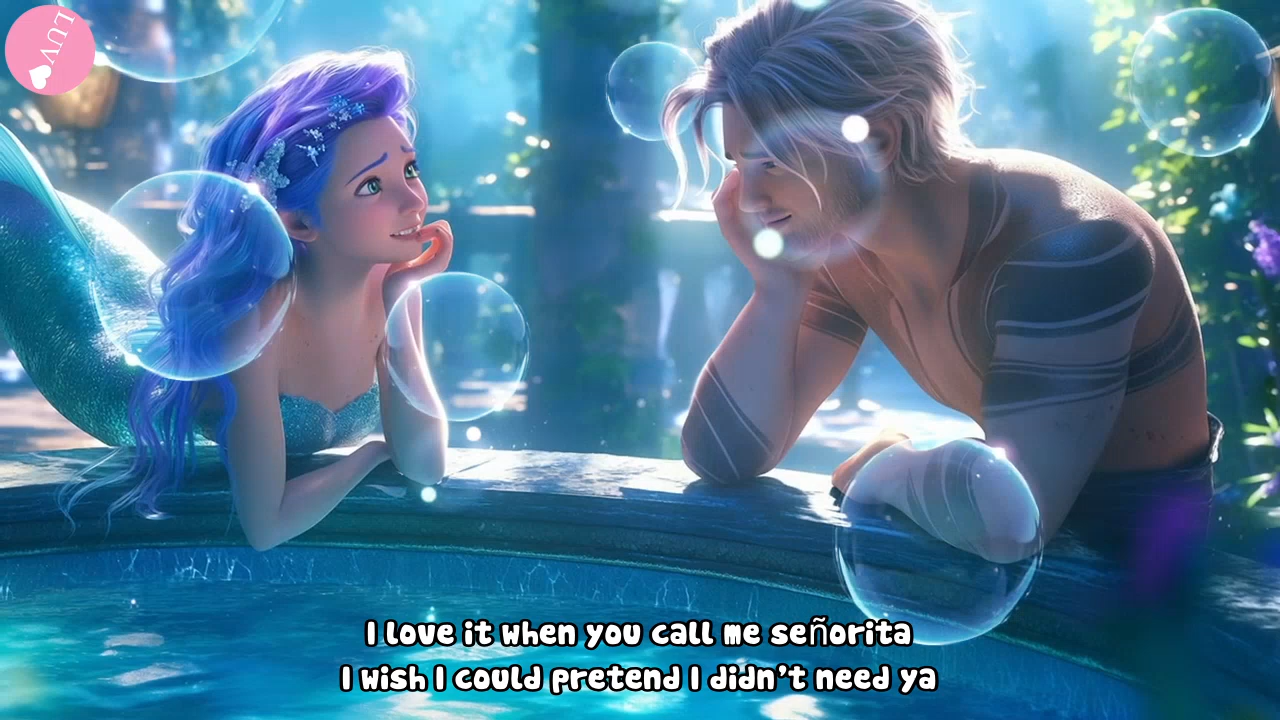 LUV
I love it when you call me señorita
I wish I could pretend I didn't need ya